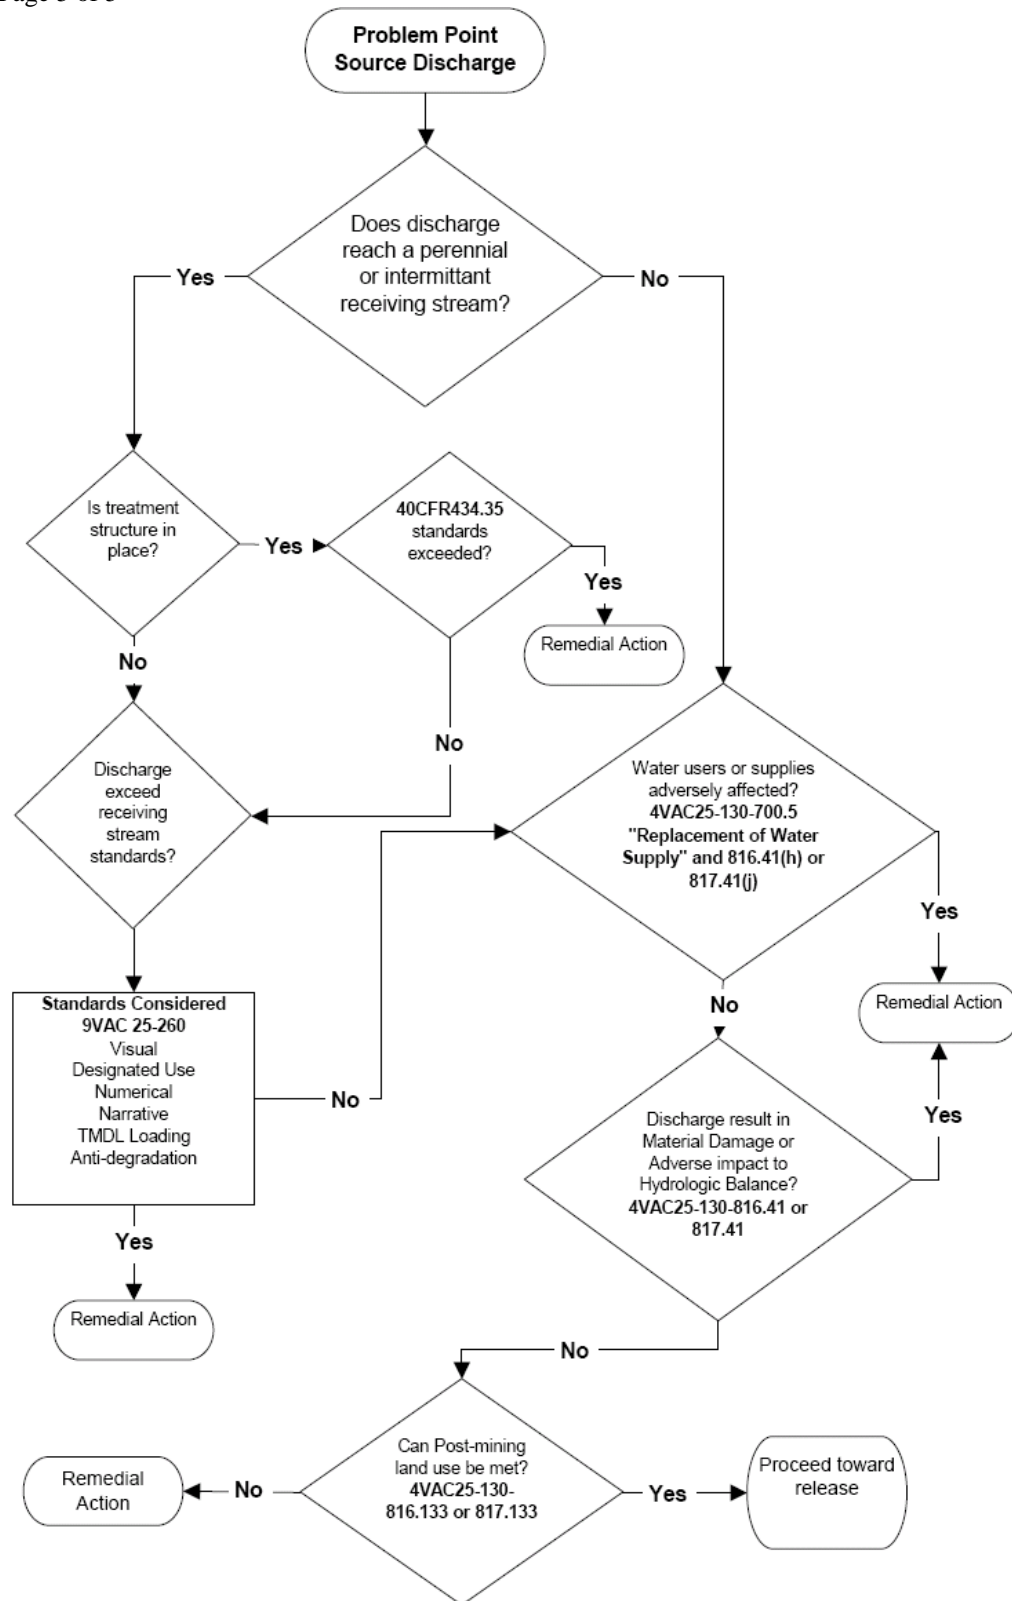 Page 3 of 3
Problem Point
Source Discharge
Does discharge
reach a perennial
or intermittant
receiving stream?
Yes
No
Is treatment
structure in
place?
Yes
40CFR434.35
standards
exceeded?
Yes
Remedial Action
No
No
Discharge
exceed
receiving
stream
standards?
Water users or supplies
adversely affected?
4VAC25-130-700.5
"Replacement of Water
Supply" and 816.41(h) or
817.41(j)
Yes
Remedial Action
No
Standards Considered
9VAC 25-260
Visual
Designated Use
Numerical
Narrative
TMDL Loading
Anti-degradation
No
Yes
Remedial Action
Discharge result in
Material Damage or
Adverse impact to
Hydrologic Balance?
4VAC25-130-816.41 or
817.41
Yes
No
Can Post-mining
land use be met?
4VAC25-130-
816.133 or 817.133
No
Remedial
Action
Yes
Proceed toward
release